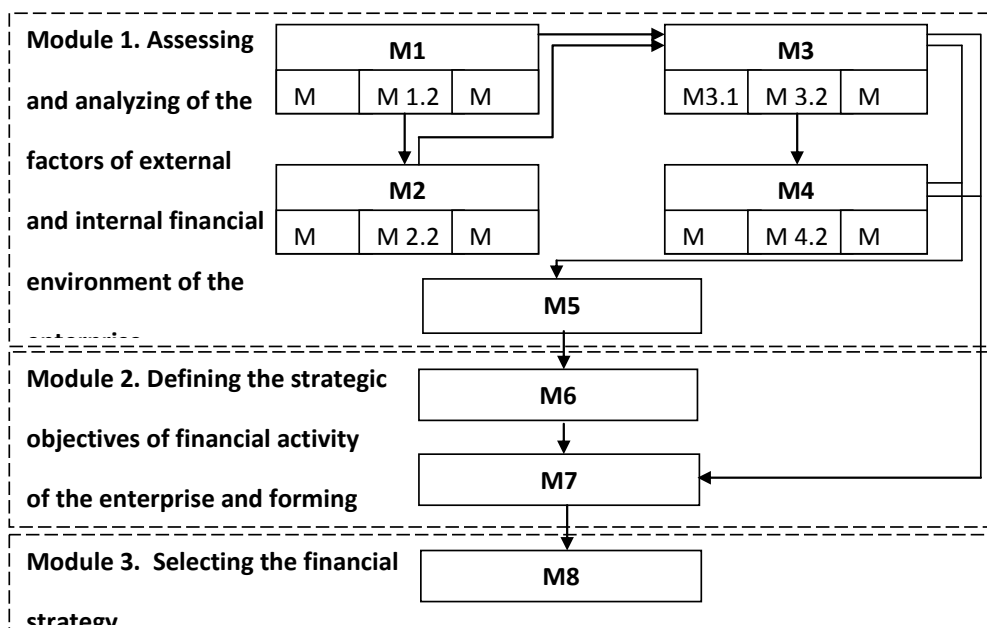 Module 1. Assessing
and analyzing of the
factors of external
and internal financial
environment of the
M1
M M 1.2 M
M2
M M 2.2 M
M3
M3.1 M 3.2 M
M4
M M 4.2 M
M5
Module 2. Defining the strategic
objectives of financial activity
of the enterprise and forming
M6
M7
Module 3. Selecting the financial
strategy
M8